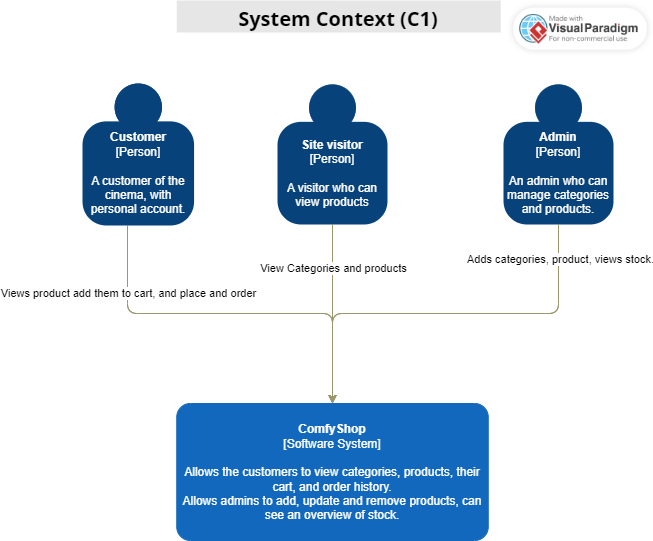 System Context (C1)
Made with
VisualParadigm
For non-commercial use
Customer
[Person]
A customer of the
cinema, with
personal account.
Site visitor
[Person]
A visitor who can
view products
Admin
[Person]
An admin who can
manage categories
and products.
Views product add them to cart, and place and order
View Categories and products
Adds categories, product, views stock.
ComfyShop
[Software System]
Allows the customers to view categories, products, their
cart, and order history.
Allows admins to add, update and remove products, can
see an overview of stock.